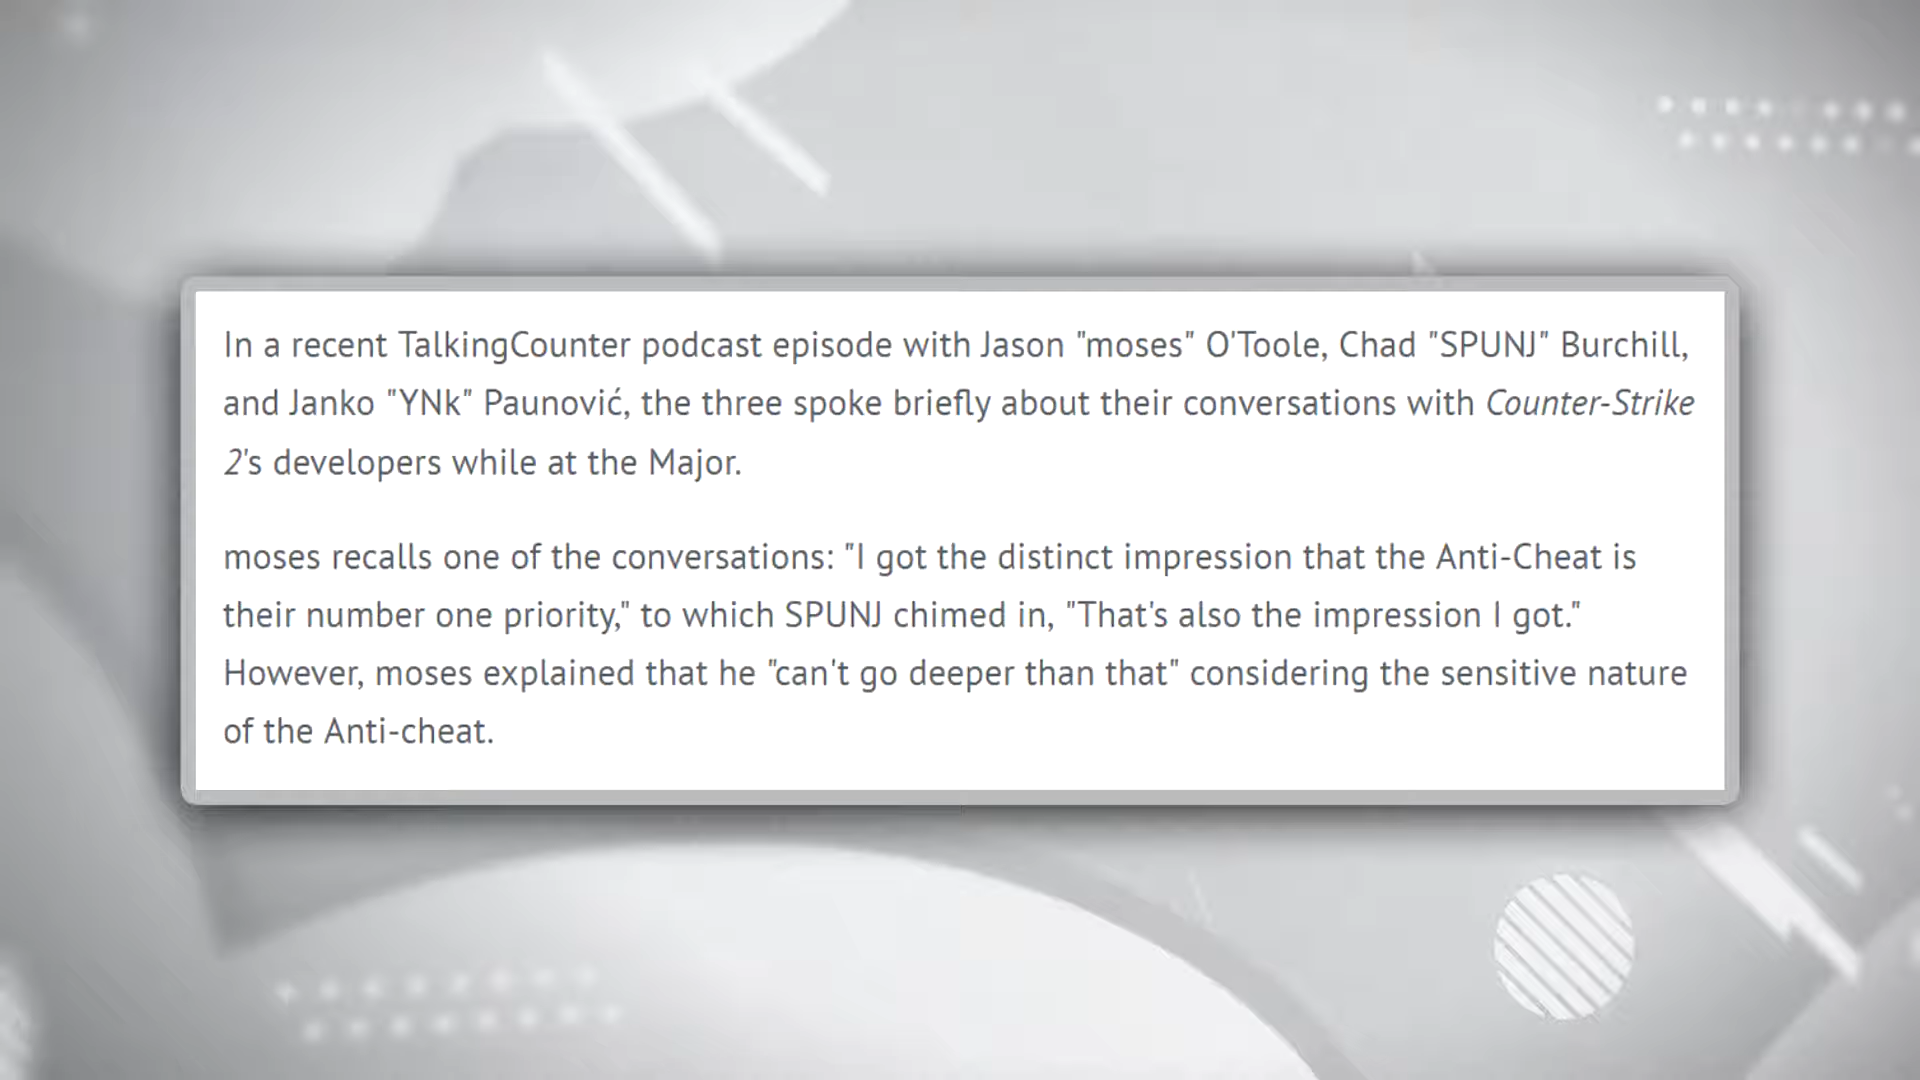 In a recent TalkingCounter podcast episode with Jason "moses" O'Toole, Chad "SPUNJ" Burchill,
and Janko "YNk" Paunović, the three spoke briefly about their conversations with Counter-Strike
2's developers while at the Major.
moses recalls one of the conversations: "I got the distinct impression that the Anti-Cheat is
their number one priority," to which SPUNJ chimed in, "That's also the impression I got."
However, moses explained that he "can't go deeper than that" considering the sensitive nature
of the Anti-cheat.